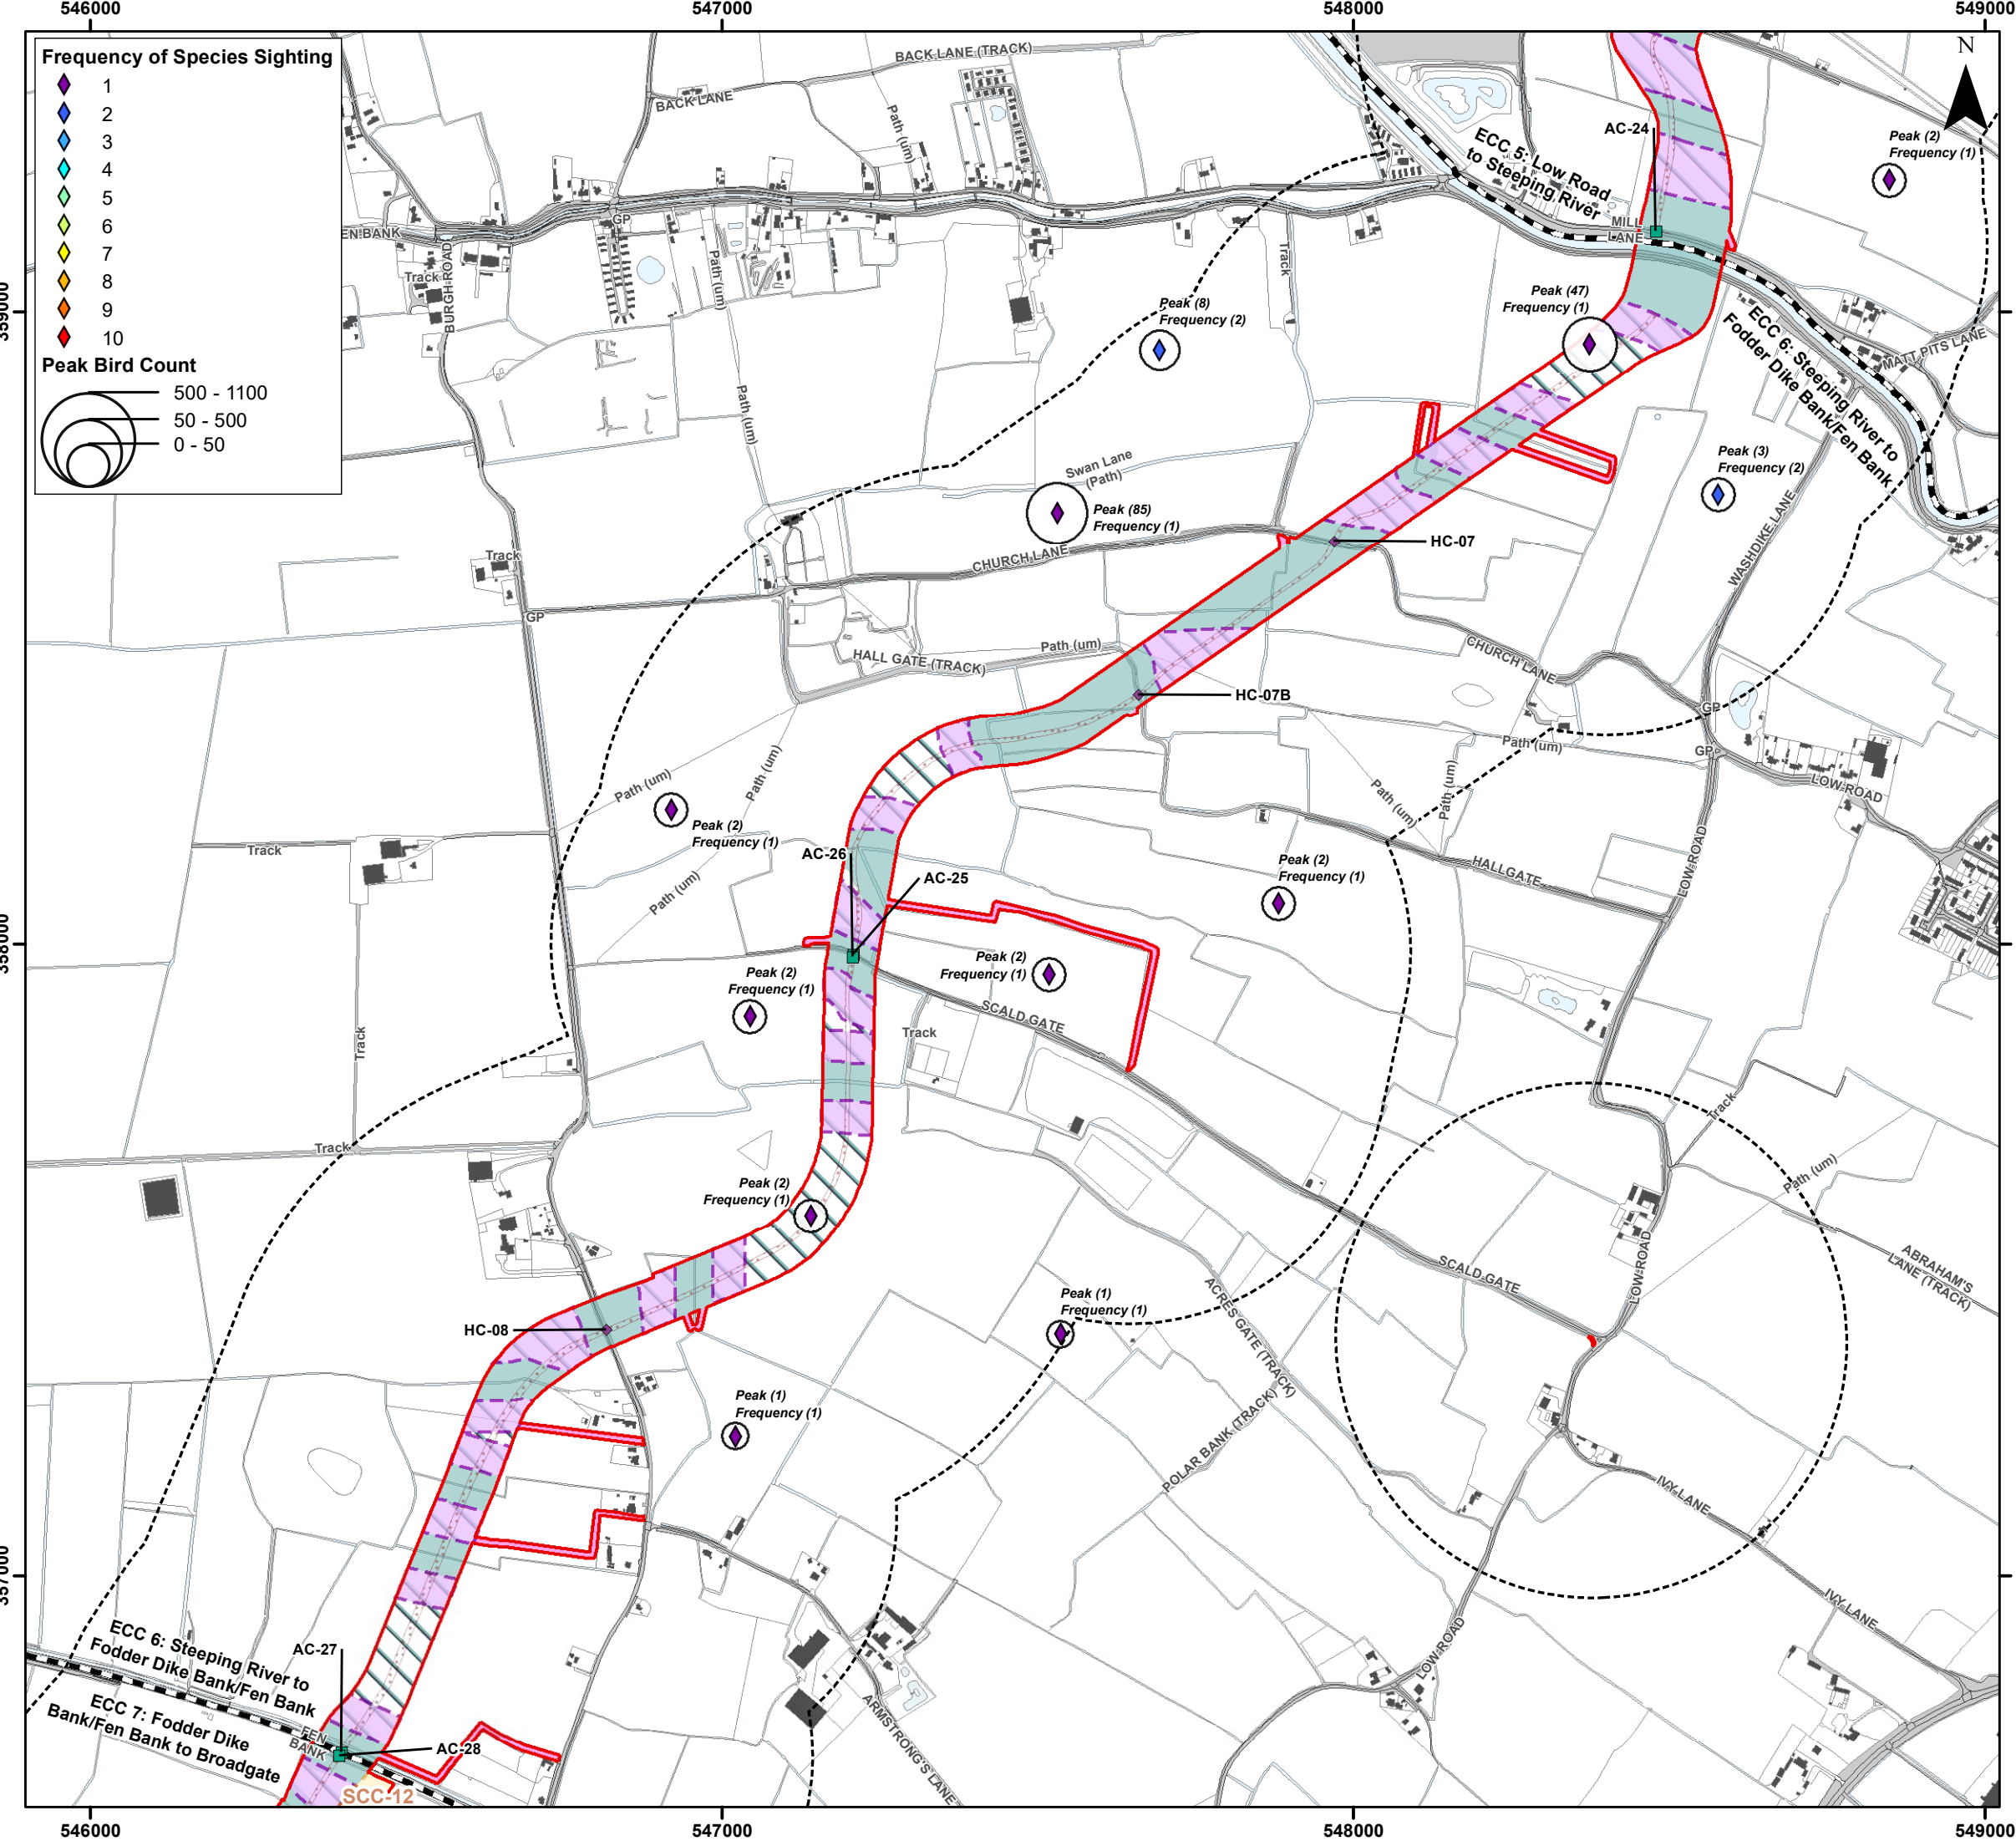 546000
547000
548000
549000
Frequency of Species Sighting
1
2
3
4
5
6
7
8
9
10
Peak Bird Count
500 - 1100
50 - 500
0 - 50
N
BACK LANE (TRACK)
BACK LANE
Path (um)
ECC 5: Low Road
to Steeping River
AC-24
Peak (2)
Frequency (1)
MILL
LANE
GP
EN BANK
Track
BURGH ROAD
Path (um)
Track
359000
Peak (8)
Frequency (2)
Peak (47)
Frequency (1)
ECC 6: Steeping River to
Fodder Dike Bank/Fen Bank
MATT PITS LANE
Path (um)
Swan Lane
(Path)
Peak (85)
Frequency (1)
Peak (3)
Frequency (2)
WASHDIKE LANE
HC-07
CHURCH LANE
Track
GP
HALL GATE (TRACK)
Path (um)
CHURCH LANE
HC-07B
GP
Path (um)
GP
LOW ROAD
Path (um)
Path (um)
Path (um)
Path (um)
Peak (2)
Frequency (1)
AC-26
AC-25
Track
Path (um)
Peak (2)
Frequency (1)
HALLGATE
LOW ROAD
358000
Peak (2)
Frequency (1)
Peak (2)
Frequency (1)
SCALD GATE
Track
Track
Track
Track
Path (um)
Peak (2)
Frequency (1)
SCALD GATE
LOW ROAD
ABRAHAM'S
LANE (TRACK)
HC-08
Peak (1)
Frequency (1)
ACRES GATE (TRACK)
Peak (1)
Frequency (1)
POLAR BANK (TRACK)
IVY LANE
357000
IVY LANE
ECC 6: Steeping River to
Fodder Dike Bank/Fen Bank
AC-27
LOW ROAD
ECC 7: Fodder Dike
Bank/Fen Bank to Broadgate
FEN
BANK
AC-28
SCC-12
ARMSTRONG'S LANE
546000
547000
548000
549000